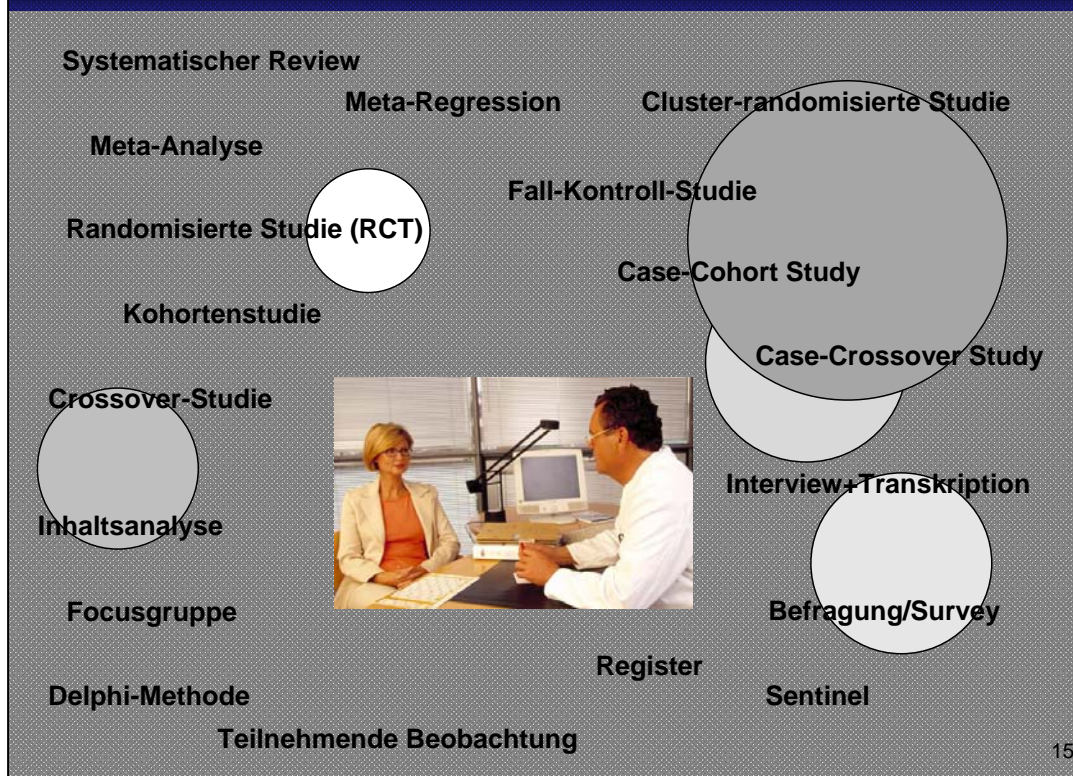 Systematischer Review
Meta-Regression
Cluster-randomisierte Studie
Meta-Analyse
Fall-Kontroll-Studie
Randomisierte Studie (RCT)
Case-Cohort Study
Kohortenstudie
Case-Crossover Study
Crossover-Studie
Interview+Transkription
Inhaltsanalyse
Focusgruppe
Befragung/Survey
Register
Delphi-Methode
Sentinel
Teilnehmende Beobachtung
15